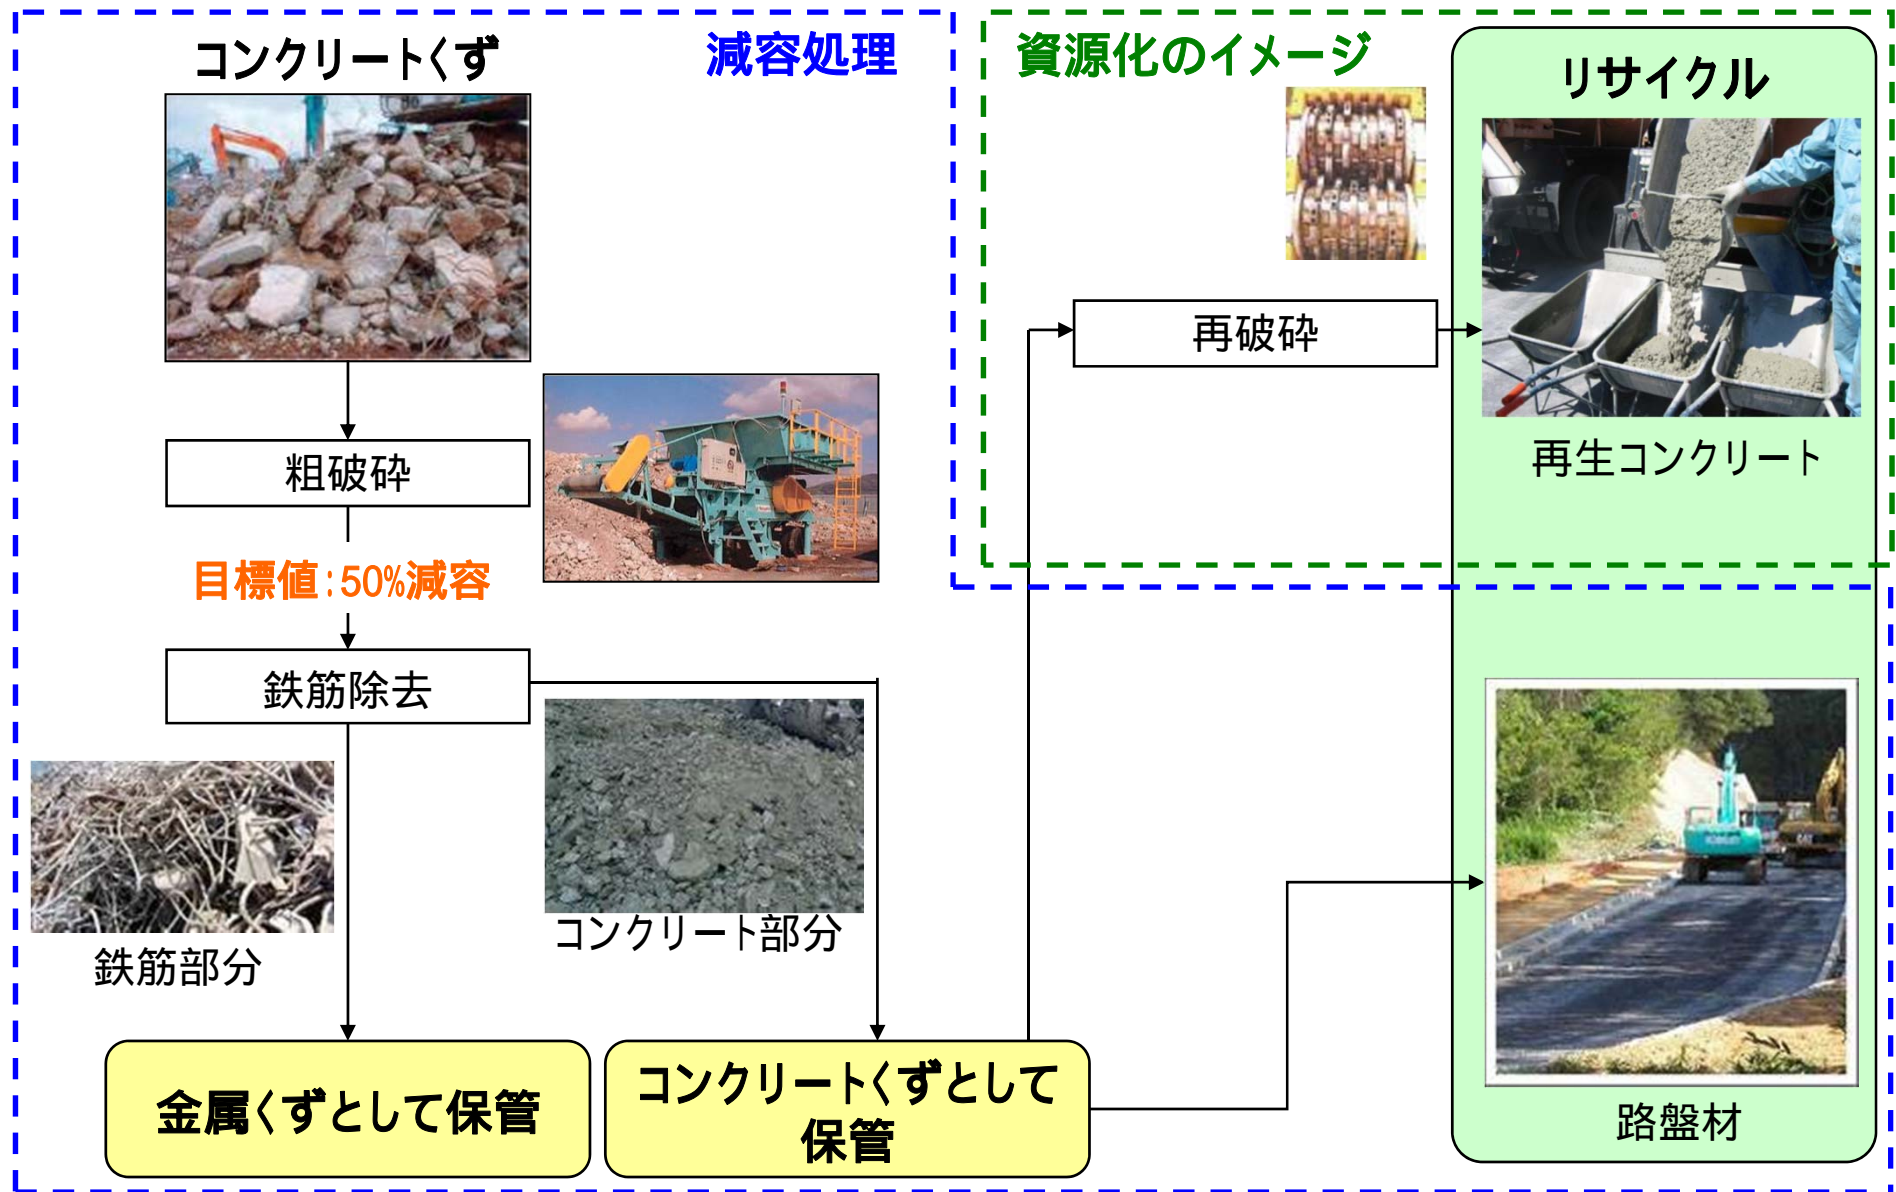 コンクリートくず
減容処理
資源化のイメージ
リサイクル
再破砕
再生コンクリート
粗破砕
目標値:50%減容
鉄筋除去
コンクリート部分
鉄筋部分
金属くずとして保管
コンクリートくずとして
保管
路盤材
CAT